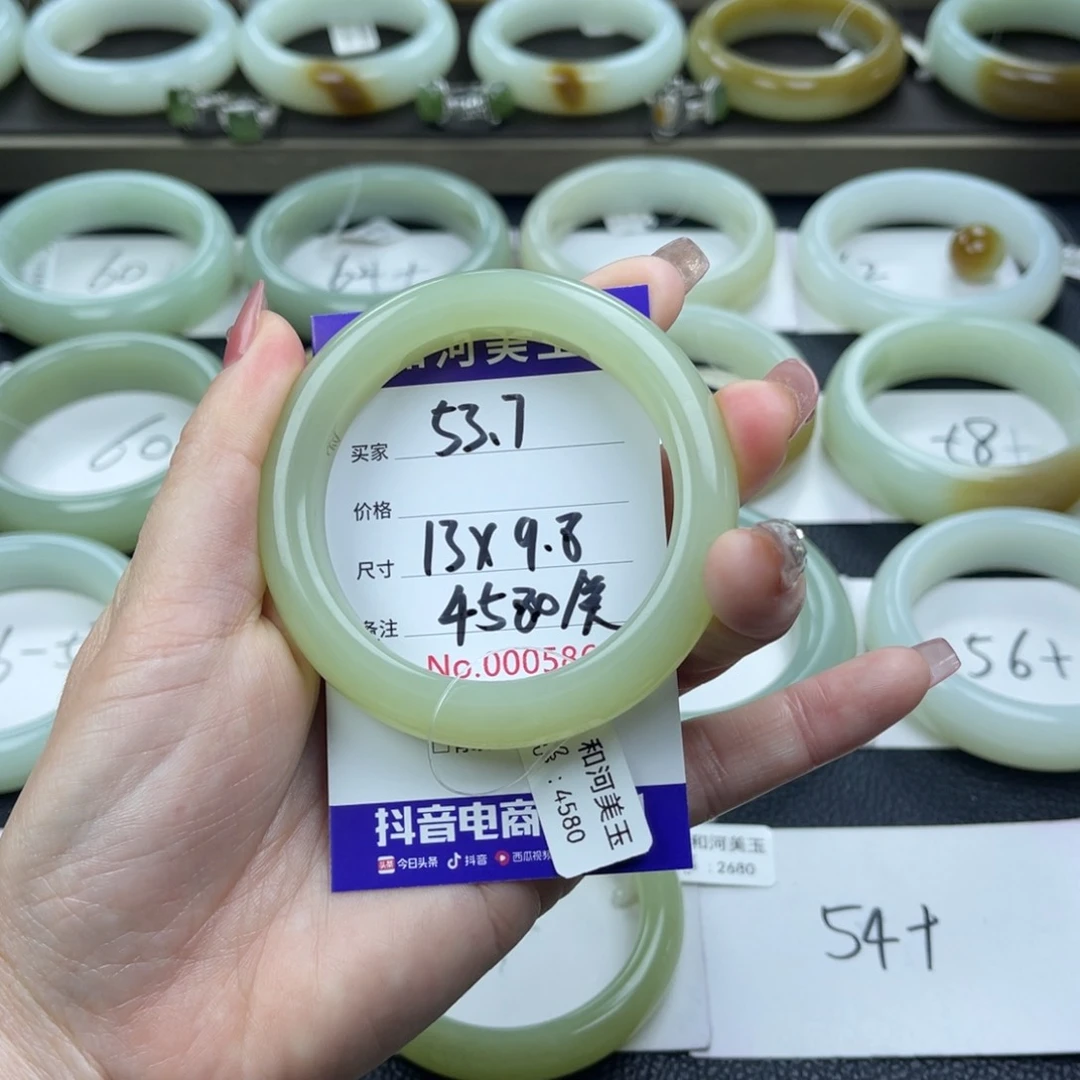 60
64+
河美玉
买家 53.7
价格
尺寸 13X9.8
60
48+
备注 4580/侯
No.00058
56+
抖音电商
今日头条 抖音 西瓜视频
和河美玉
:4580
和河美玉
:2680
54+